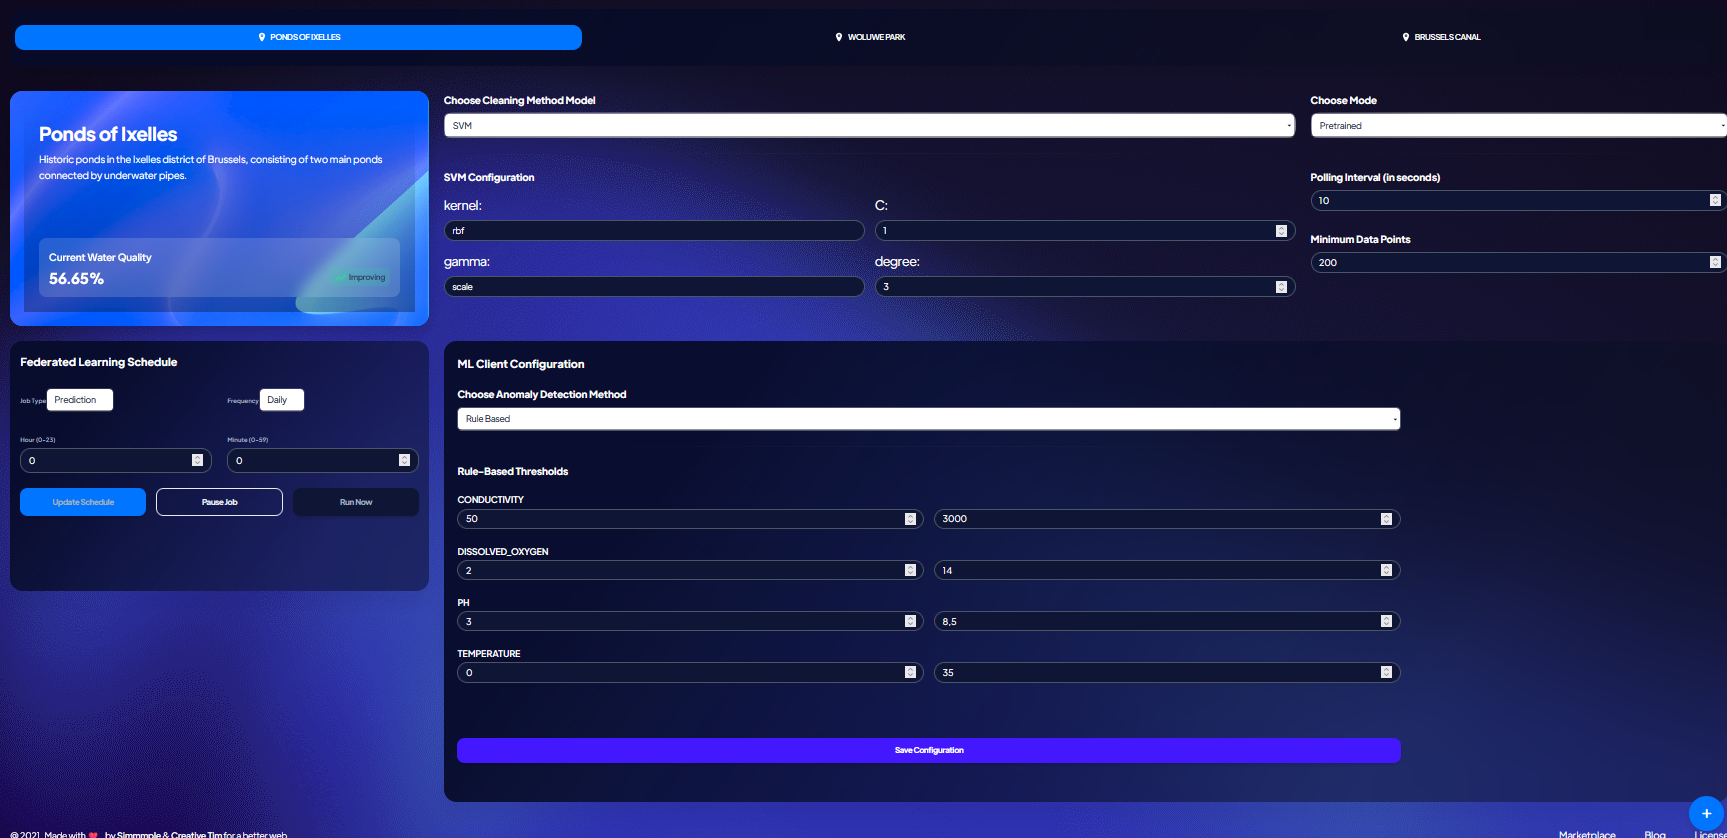 PONDS OF IXELLES
WOLUWE PARK
BRUSSELS CANAL
Ponds of Ixelles
Historic ponds in the Ixelles district of Brussels, consisting of two main ponds
connected by underwater pipes.
Current Water Quality
56.65%
Improving
Choose Cleaning Method Model
SVM
Choose Mode
Pretrained
SVM Configuration
kernel:
C:
rbf
1
gamma:
degree:
scale
3
Polling Interval (in seconds)
10
Minimum Data Points
200
Federated Learning Schedule
Job Type
Prediction
Frequency
Daily
Hour (0-23)
Minute (0-59)
0
0
Update Schedule
Pause Job
Run Now
ML Client Configuration
Choose Anomaly Detection Method
Rule Based
Rule-Based Thresholds
CONDUCTIVITY
50
3000
DISSOLVED_OXYGEN
2
14
PH
3
8,5
TEMPERATURE
0
35
Save Configuration
+
© 2021, Made with ❤️ by Simmmple & Creative Tim for a better web
Marketplace
Blog
License